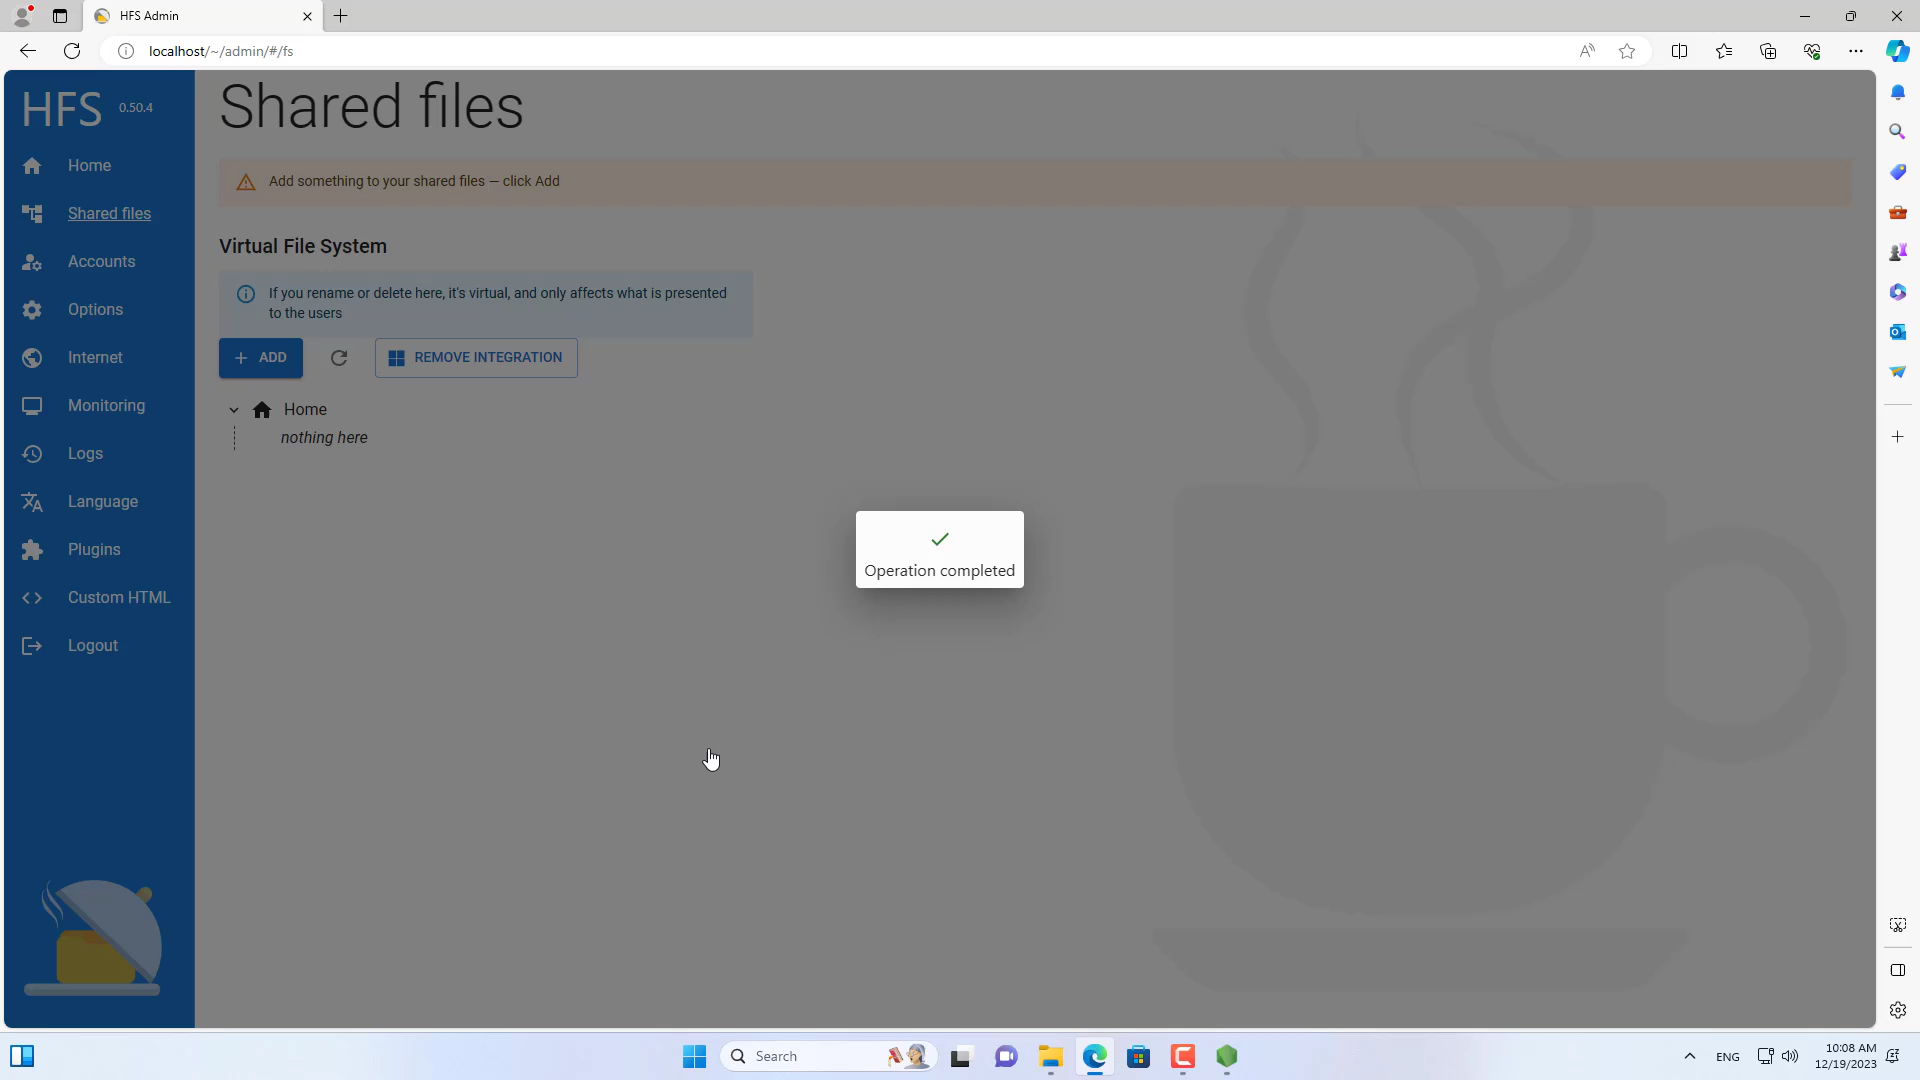 HFS Admin
localhost/~/admin/#/fs
HFS 0.50.4
Home
Shared files
Accounts
Options
Internet
Monitoring
Logs
Language
Plugins
Custom HTML
Logout
Shared files
Add something to your shared files — click Add
Virtual File System
If you rename or delete here, it's virtual, and only affects what is presented
to the users
ADD
REMOVE INTEGRATION
Home
nothing here
Operation completed
Search
ENG
10:08 AM
12/19/2023